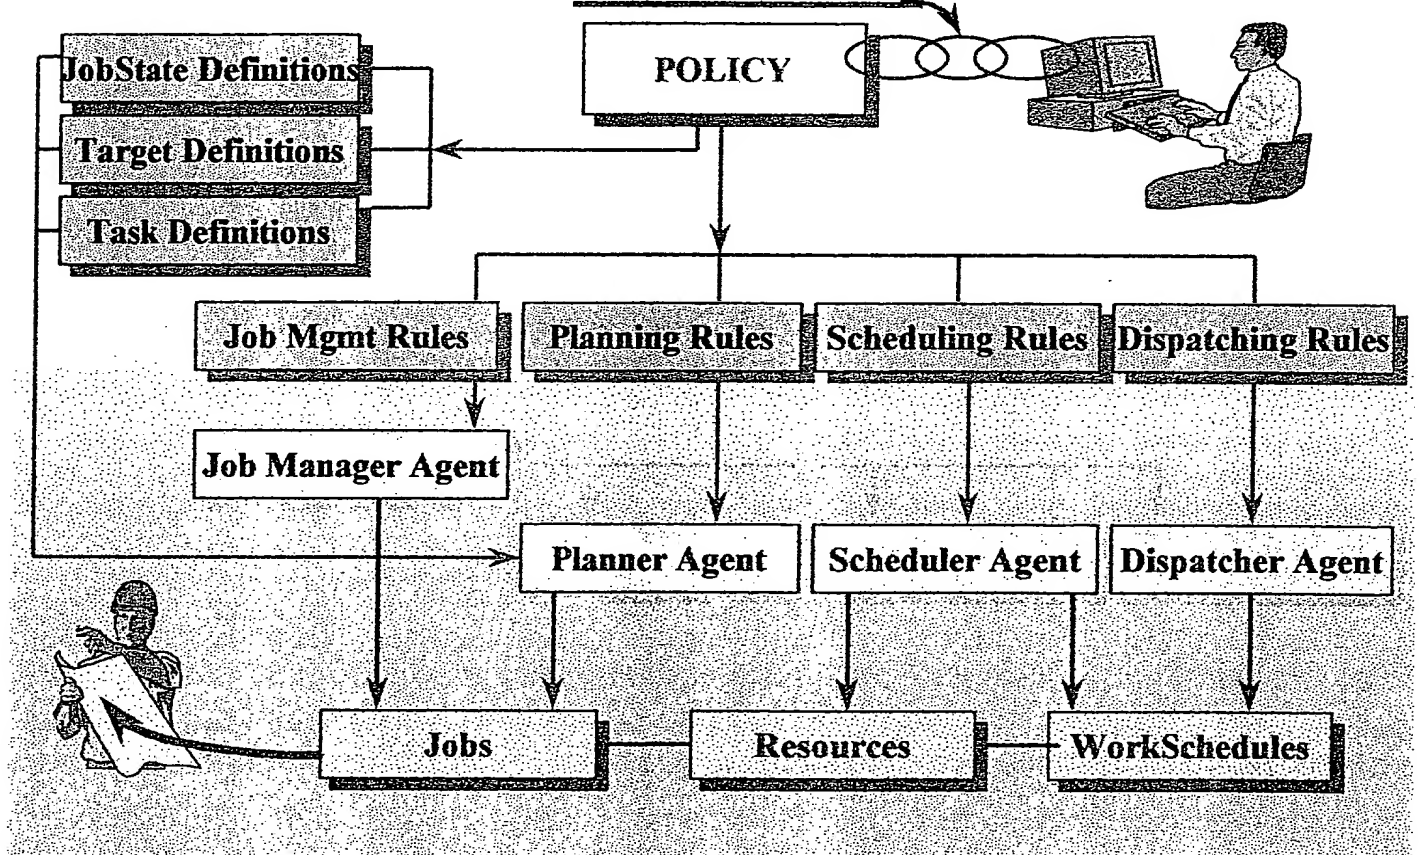 POLICY
JobState Definitions
Target Definitions
Task Definitions
Job Mgmt Rules
Planning Rules
Scheduling Rules
Dispatching Rules
Job Manager Agent
Planner Agent
Scheduler Agent
Dispatcher Agent
Jobs
Resources
WorkSchedules